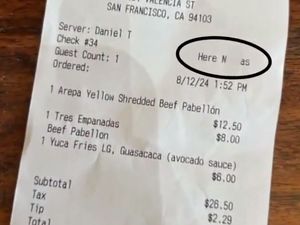 VALENCIA ST
SAN FRANCISCO, CA 94103
Server: Daniel T
Check #34
Guest Count: 1
Here N as
Ordered:
8/12/24 1:52 PM
1 Arepa Yellow Shredded Beef Pabellón
$12.50
1 Tres Empanadas
$8.00
Beef Pabellon
1 Yuca Fries LG, Guasacaca (avocado sauce)
$6.00
Subtotal
$26.50
Tax
$2.29
Tip
Total